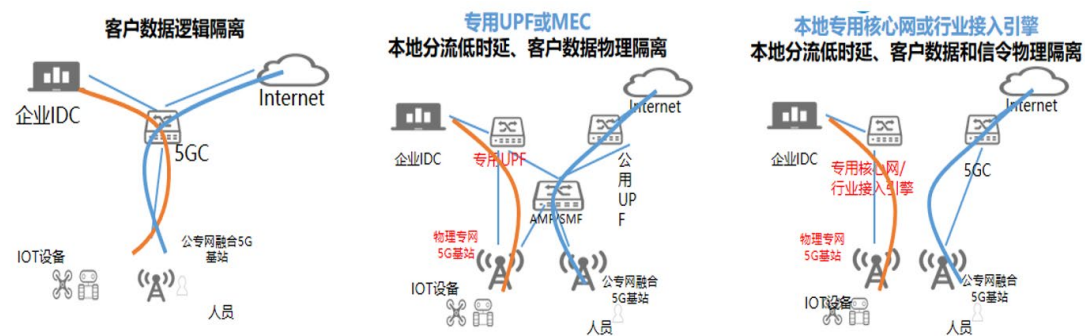 客户数据逻辑隔离
企业IDC
Internet
5GC
公专网融合5G
基站
IOT设备
人员
专用UPF或MEC
本地分流低时延、客户数据物理隔离
Internet
企业IDC
专用UPF
公
用
UP
F
AMF/SMF
物理专网
5G基站
IOT设备
公专网融合
5G基站
人员
本地专用核心网或行业接入引擎
本地分流低时延、客户数据和信令物理隔离
Internet
企业IDC
专用核心网/
行业接入引擎
5GC
物理专网
5G基站
IOT设备
公专网融合
5G基站
人员